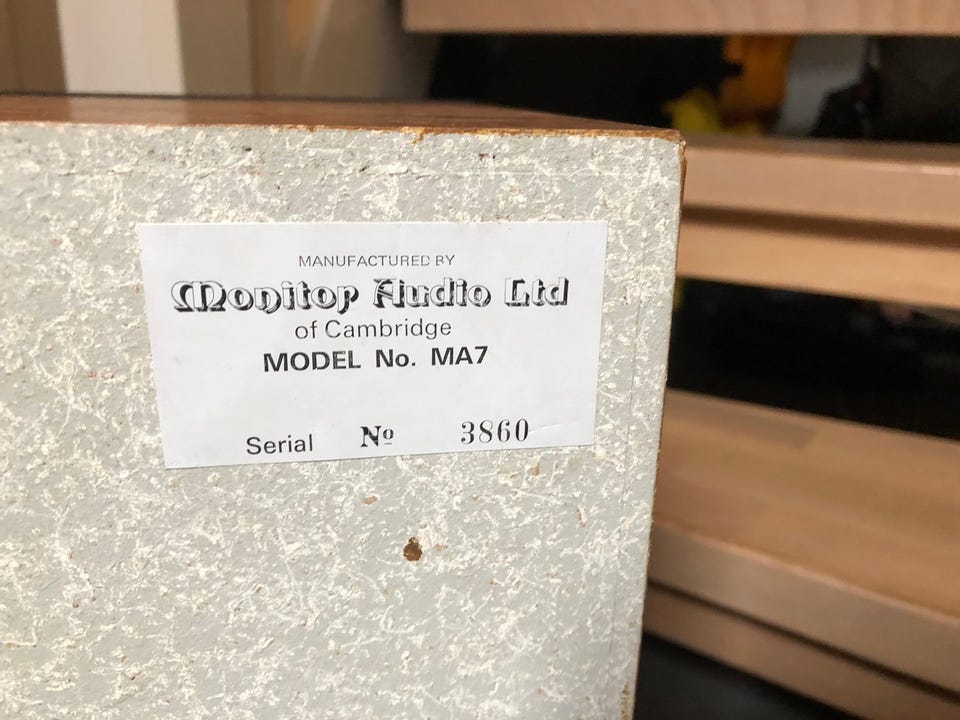 MANUFACTURED BY
Monitor Audio Ltd
of Cambridge
MODEL No. MA7
Serial № 3860